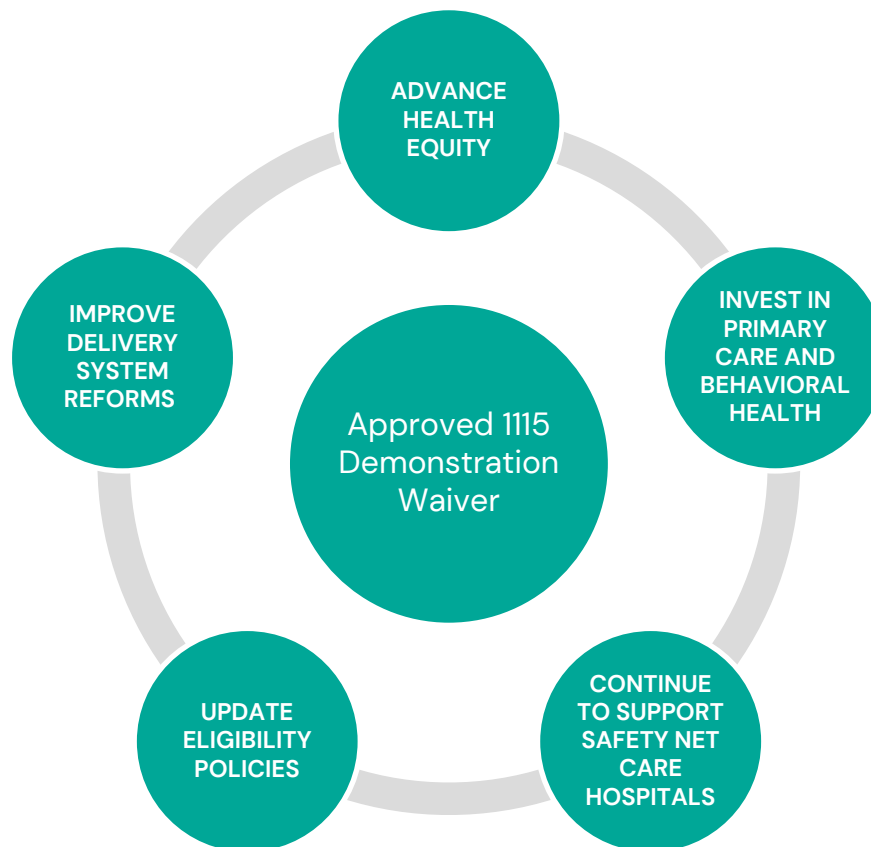 ADVANCE
HEALTH
EQUITY
INVEST IN
PRIMARY
CARE AND
BEHAVIORAL
HEALTH
CONTINUE
TO SUPPORT
SAFETY NET
CARE
HOSPITALS
UPDATE
ELIGIBILITY
POLICIES
IMPROVE
DELIVERY
SYSTEM
REFORMS
Approved 1115
Demonstration
Waiver